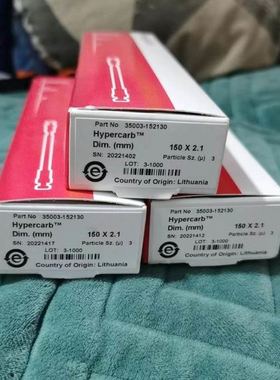 Part No 35003-152130
Hypercarb™
Dim. (mm) 150 X 2.1
SN: 20221402 Particle Sz. (µ) 3
LOT: 3-1000
Country of Origin: Lithuania
Part No 35003-152130
Hypercarb™
Dim. (mm) 150 X 2.1
SN: 20221417 Particle Sz. (µ) 3
LOT: 3-1000
Country of Origin: Lithuania
Part No 35003-152130
Hypercarb™
Dim. (mm) 150 X 2.1
SN: 20221412 Particle Sz. (µ) 3
LOT: 3-1000
Country of Origin: Lithuania